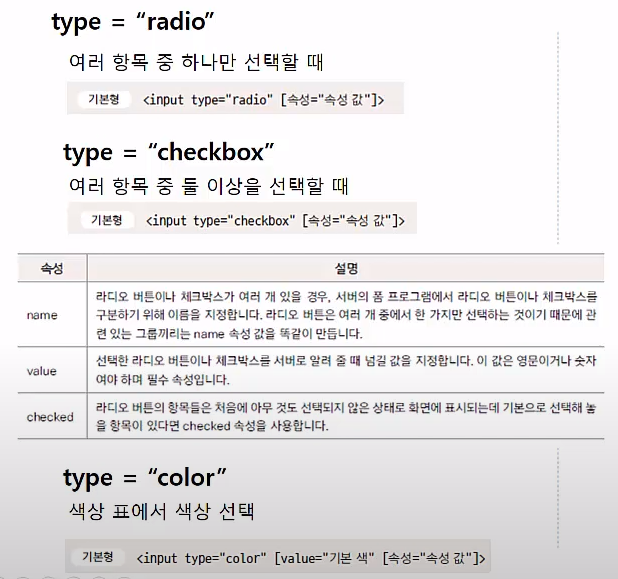 type = “radio”
여러 항목 중 하나만 선택할 때
기본형 <input type="radio" [속성="속성 값"]>
type = “checkbox”
여러 항목 중 둘 이상을 선택할 때
기본형 <input type="checkbox" [속성="속성 값"]>
속성 설명
name 라디오 버튼이나 체크박스가 여러 개 있을 경우, 서버의 폼 프로그램에서 라디오 버튼이나 체크박스를
구분하기 위해 이름을 지정합니다. 라디오 버튼은 여러 개 중에서 한 가지만 선택하는 것이기 때문에 관
련 있는 그룹끼리는 name 속성 값을 똑같이 만듭니다.
value 선택한 라디오 버튼이나 체크박스를 서버로 알려 줄 때 넘길 값을 지정합니다. 이 값은 영문이거나 숫자
여야 하며 필수 속성입니다.
checked 라디오 버튼의 항목들은 처음에 아무 것도 선택되지 않은 상태로 화면에 표시되는데 기본으로 선택해 놓
을 항목이 있다면 checked 속성을 사용합니다.
type = “color”
색상 표에서 색상 선택
기본형 <input type="color" [value="기본 색" [속성="속성 값"]>